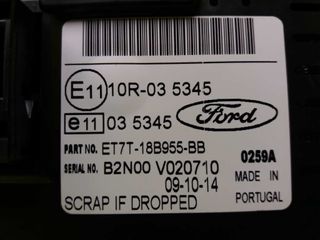 E11 10R-03 5345
e11 03 5345
Ford
PART NO. ET7T-18B955-BB
SERIAL NO. B2N00 V020710
0259A
09-10-14
MADE IN
PORTUGAL
SCRAP IF DROPPED